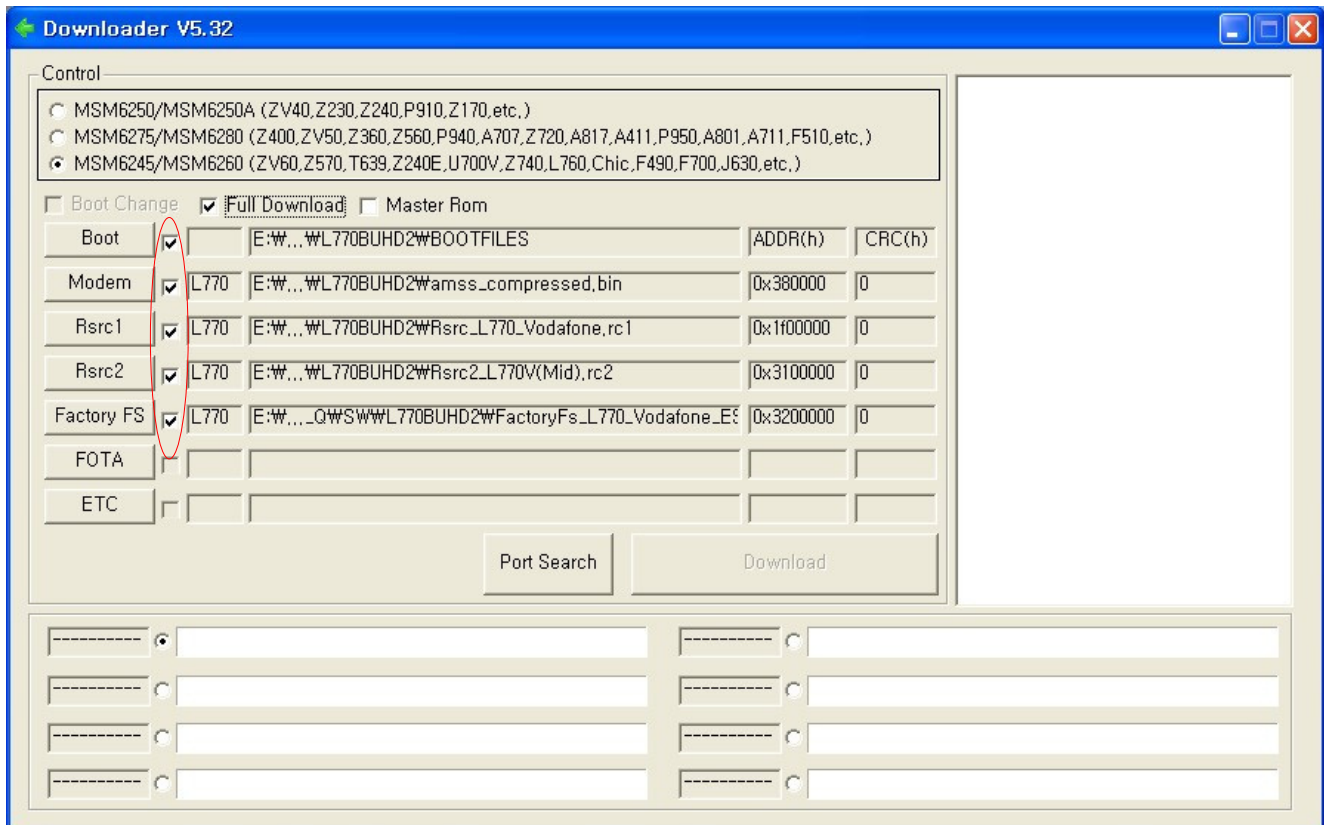 Downloader V5.32
Control
MSM6250/MSM6250A (ZV40,Z230,Z240,P910,Z170,etc,)
MSM6275/MSM6280 (Z400,ZV50,Z360,Z560,P940,A707,Z720,A817,A411,P950,A801,A711,F510,etc,)
MSM6245/MSM6260 (ZV60,Z570,T639,Z240E,U700V,Z740,L760,Chic,F490,F700,J630,etc,)
Boot Change Full Download Master Rom
Boot E:₩,,,₩L770BUHD2₩BOOTFILES ADDR(h) CRC(h)
Modem L770 E:₩,,,₩L770BUHD2₩amss_compressed,bin 0x380000 0
Rsrc1 L770 E:₩,,,₩L770BUHD2₩Rsrc_L770_Vodafone,rc1 0x1f00000 0
Rsrc2 L770 E:₩,,,₩L770BUHD2₩Rsrc2_L770V(Mid),rc2 0x3100000 0
Factory FS L770 E:₩,,,_Q₩SW₩L770BUHD2₩FactoryFs_L770_Vodafone_ES 0x3200000 0
FOTA
ETC
Port Search Download
---------- ----------
---------- ----------
---------- ----------
---------- ----------